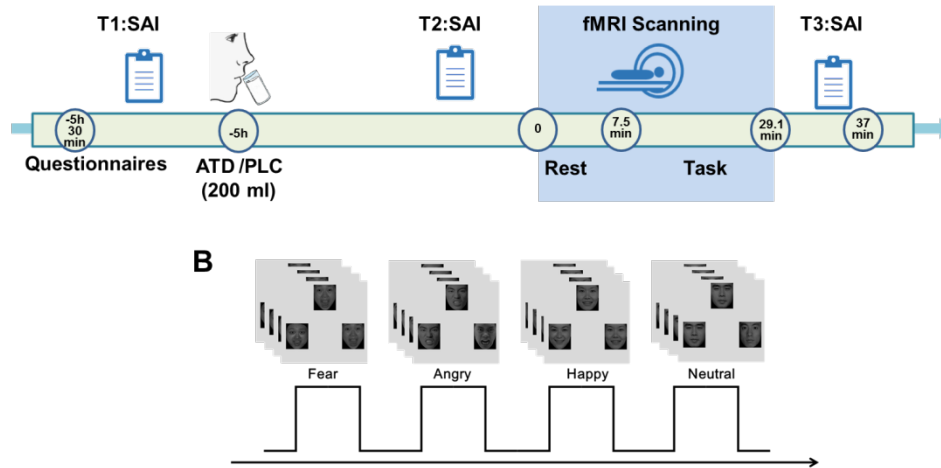 T1:SAI
T2:SAI
fMRI Scanning
T3:SAI
-5h
30
min
-5h
0
7.5
min
29.1
min
37
min
Questionnaires
ATD /PLC
(200 ml)
Rest
Task
B
Fear
Angry
Happy
Neutral